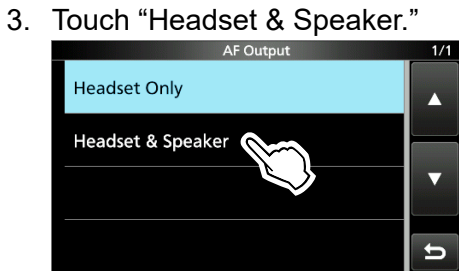 3. Touch “Headset & Speaker.”
AF Output 1/1
Headset Only
Headset & Speaker